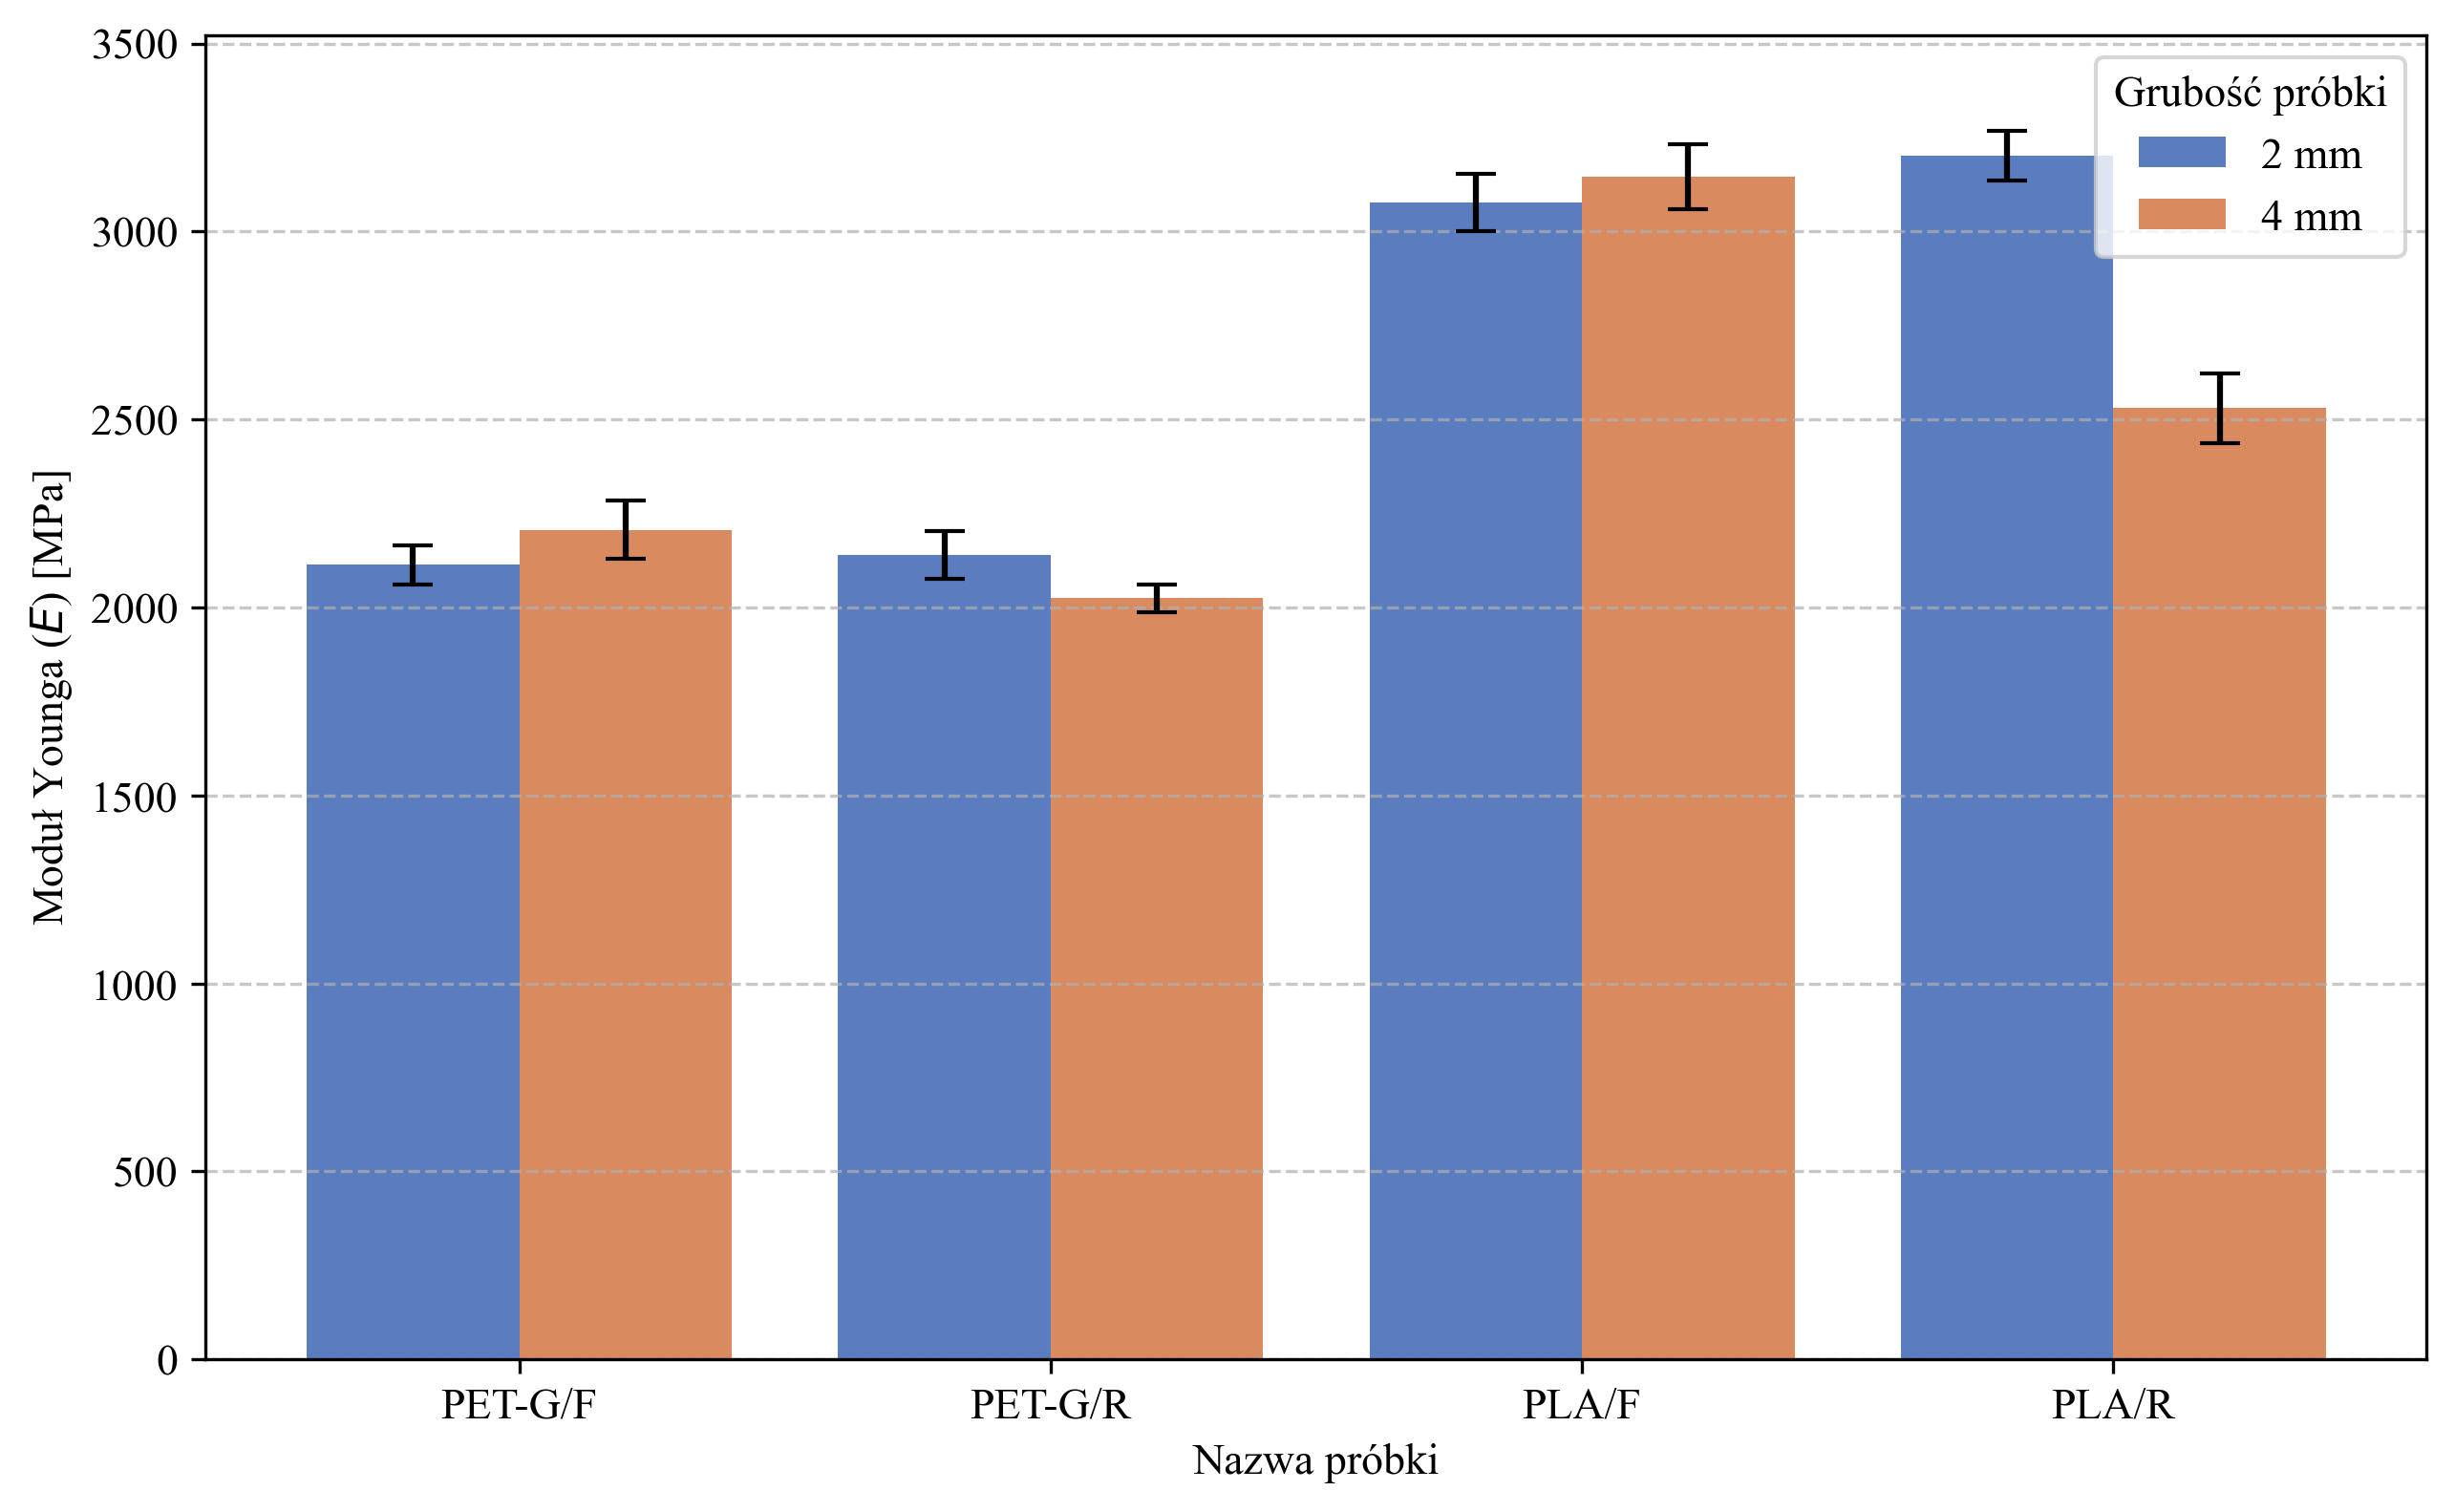 3500
3000
2500
2000
1500
1000
500
0
Moduł Younga (E) [MPa]
Grubość próbki
2 mm
4 mm
PET-G/F
PET-G/R
PLA/F
PLA/R
Nazwa próbki